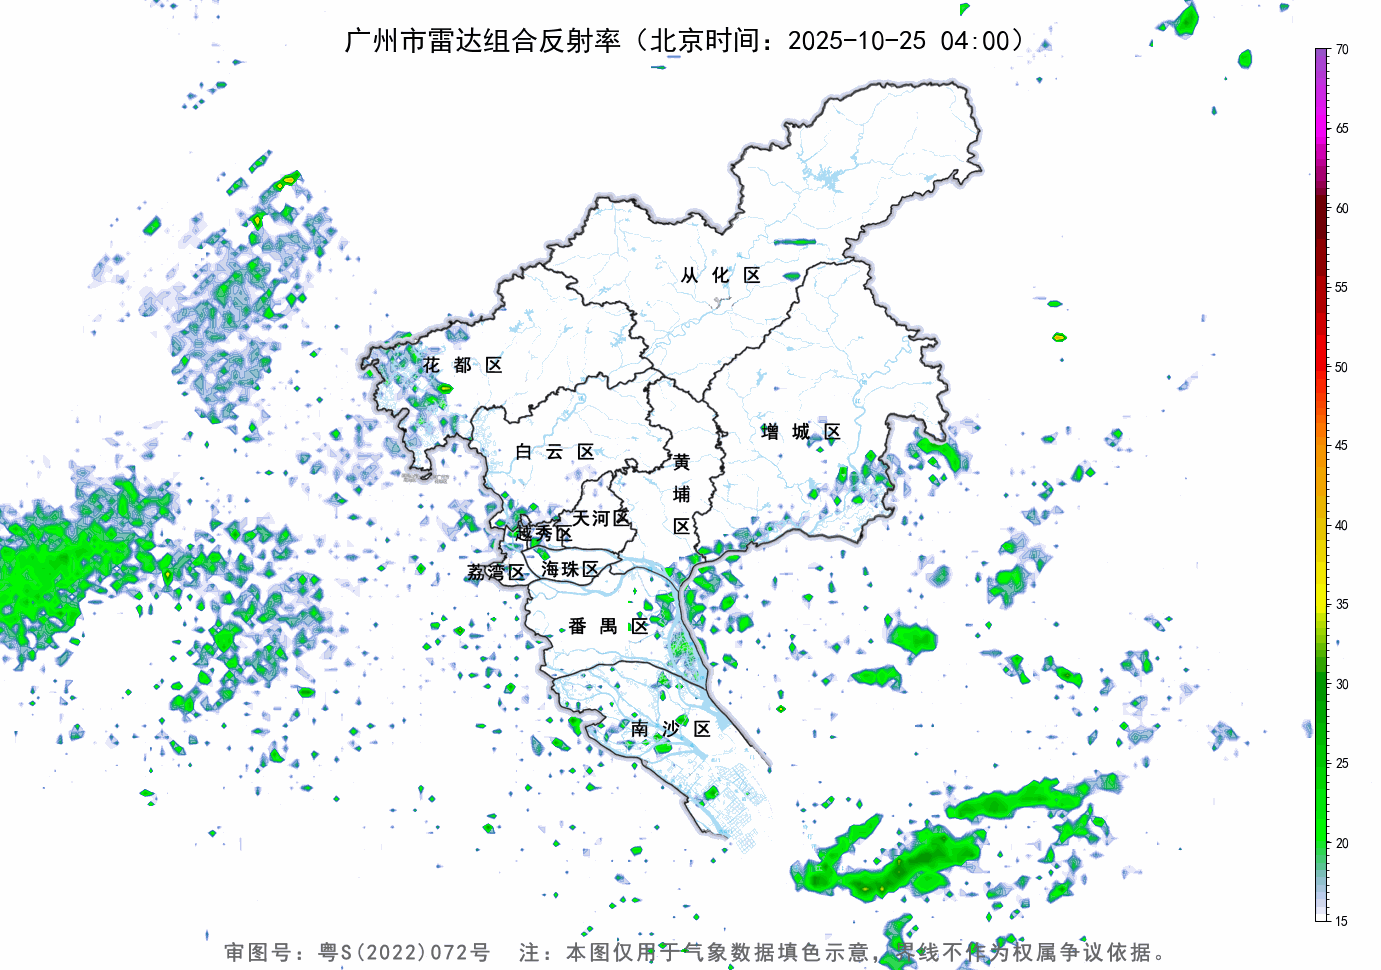 广州市雷达组合反射率（北京时间：2025-10-25 04:00）
70
65
60
55
50
45
40
35
30
25
20
15
从化区
花都区
增城区
白云区
黄埔区
天河区
越秀区
海珠区
荔湾区
番禺区
南沙区
审图号：粤S(2022)072号 注：本图仅用于气象数据填色示意，界线不作为权属争议依据。